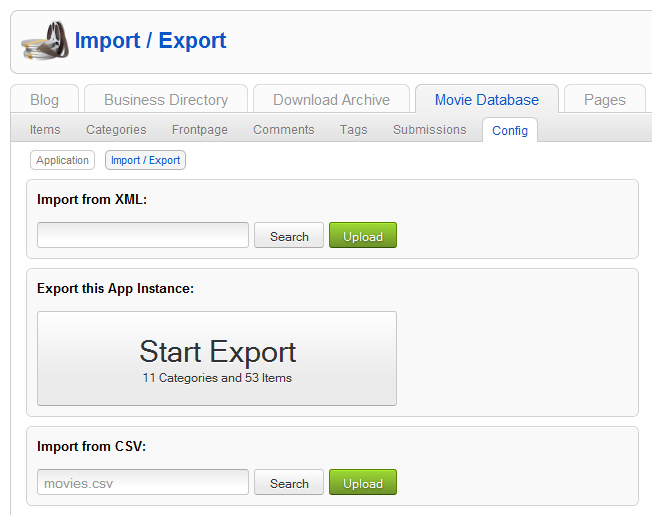 Import / Export
Blog Business Directory Download Archive Movie Database Pages
Items Categories Frontpage Comments Tags Submissions Config
Application Import / Export
Import from XML:
Search Upload
Export this App Instance:
Start Export
11 Categories and 53 Items
Import from CSV:
movies.csv Search Upload